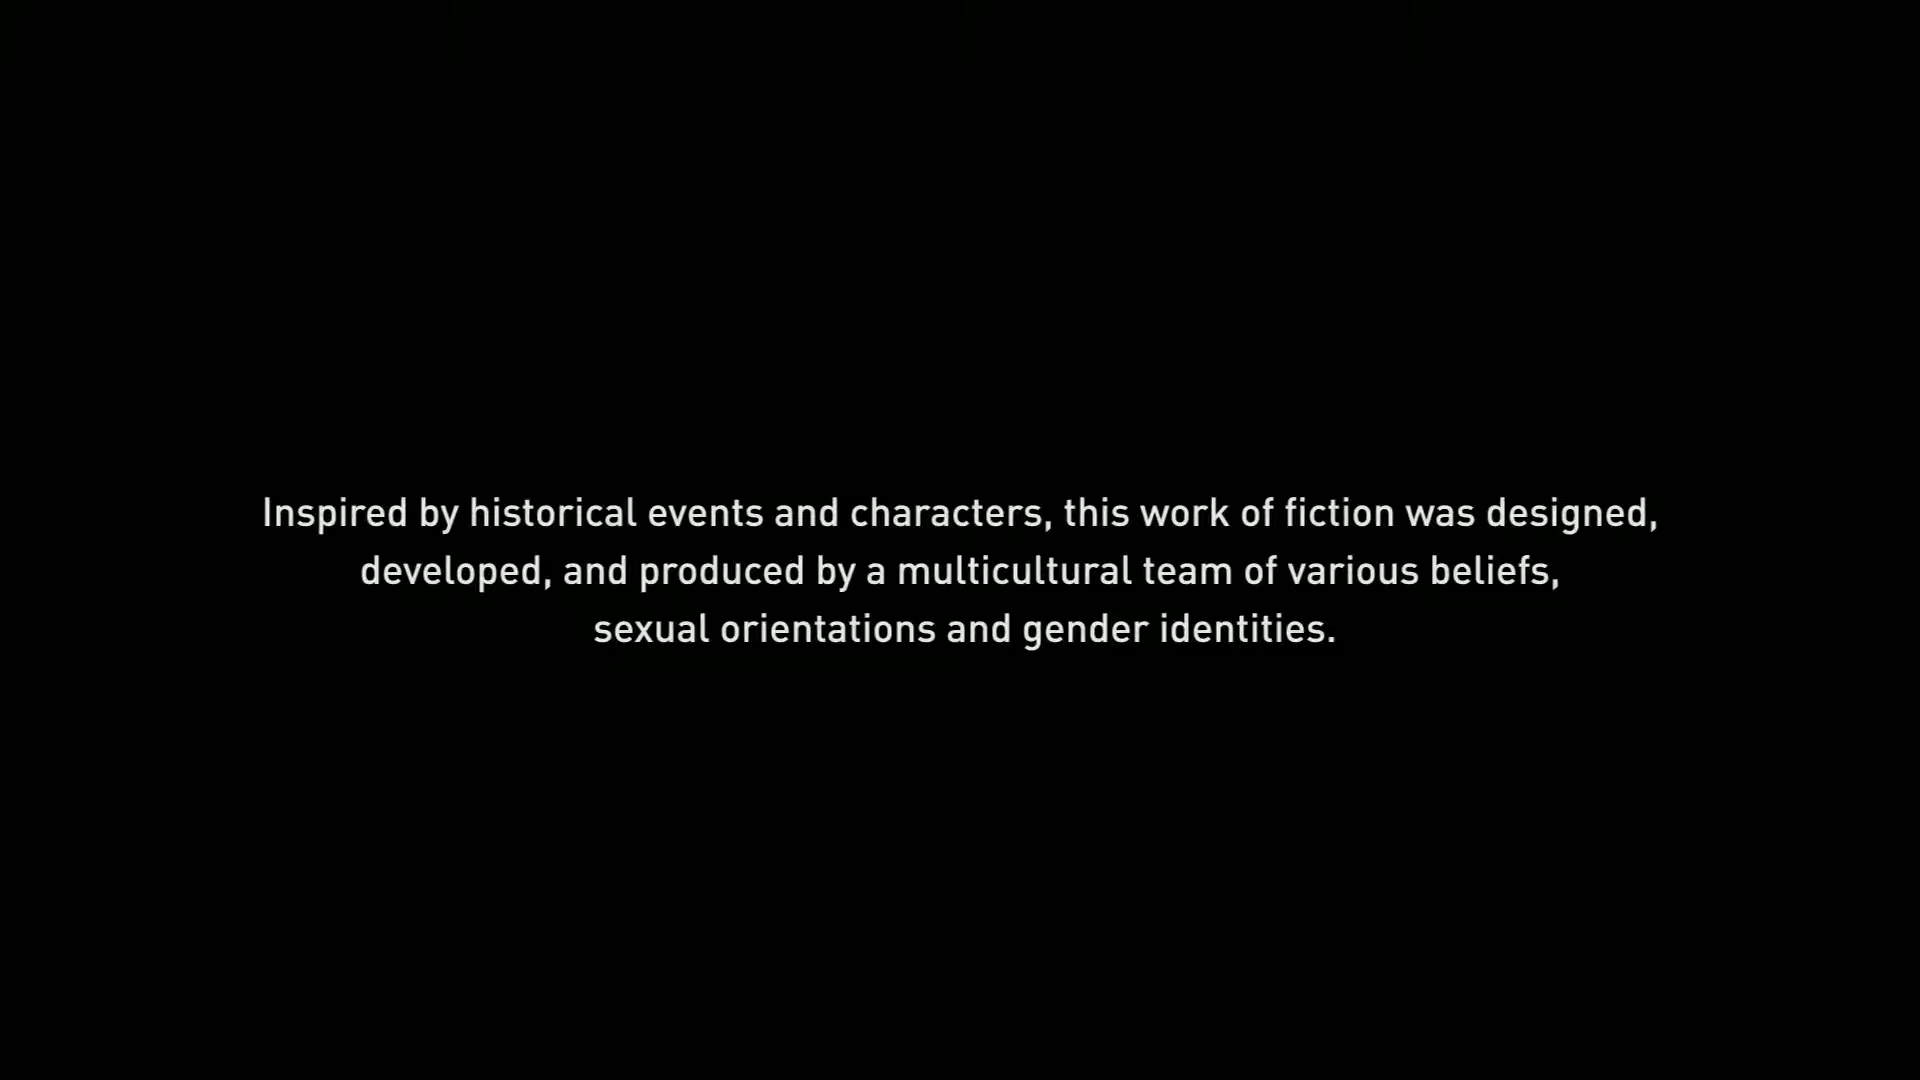 Inspired by historical events and characters, this work of fiction was designed,
developed, and produced by a multicultural team of various beliefs,
sexual orientations and gender identities.